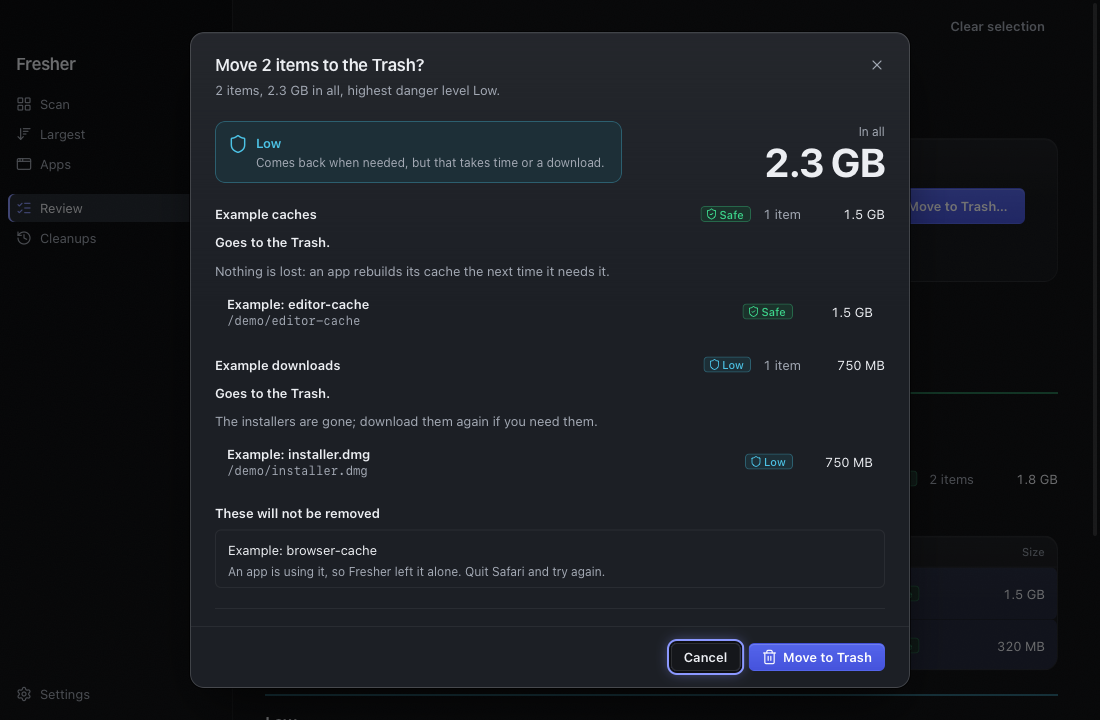 Clear selection
Fresher
Scan
Largest
Apps
Review
Cleanups
Settings
Move 2 items to the Trash?
2 items, 2.3 GB in all, highest danger level Low.
Low
Comes back when needed, but that takes time or a download.
In all
2.3 GB
Example caches Safe 1 item 1.5 GB
Goes to the Trash.
Nothing is lost: an app rebuilds its cache the next time it needs it.
Example: editor-cache
/demo/editor-cache
Safe 1.5 GB
Example downloads Low 1 item 750 MB
Goes to the Trash.
The installers are gone; download them again if you need them.
Example: installer.dmg
/demo/installer.dmg
Low 750 MB
These will not be removed
Example: browser-cache
An app is using it, so Fresher left it alone. Quit Safari and try again.
Cancel
Move to Trash
Move to Trash...
2 items 1.8 GB
Size
1.5 GB
320 MB